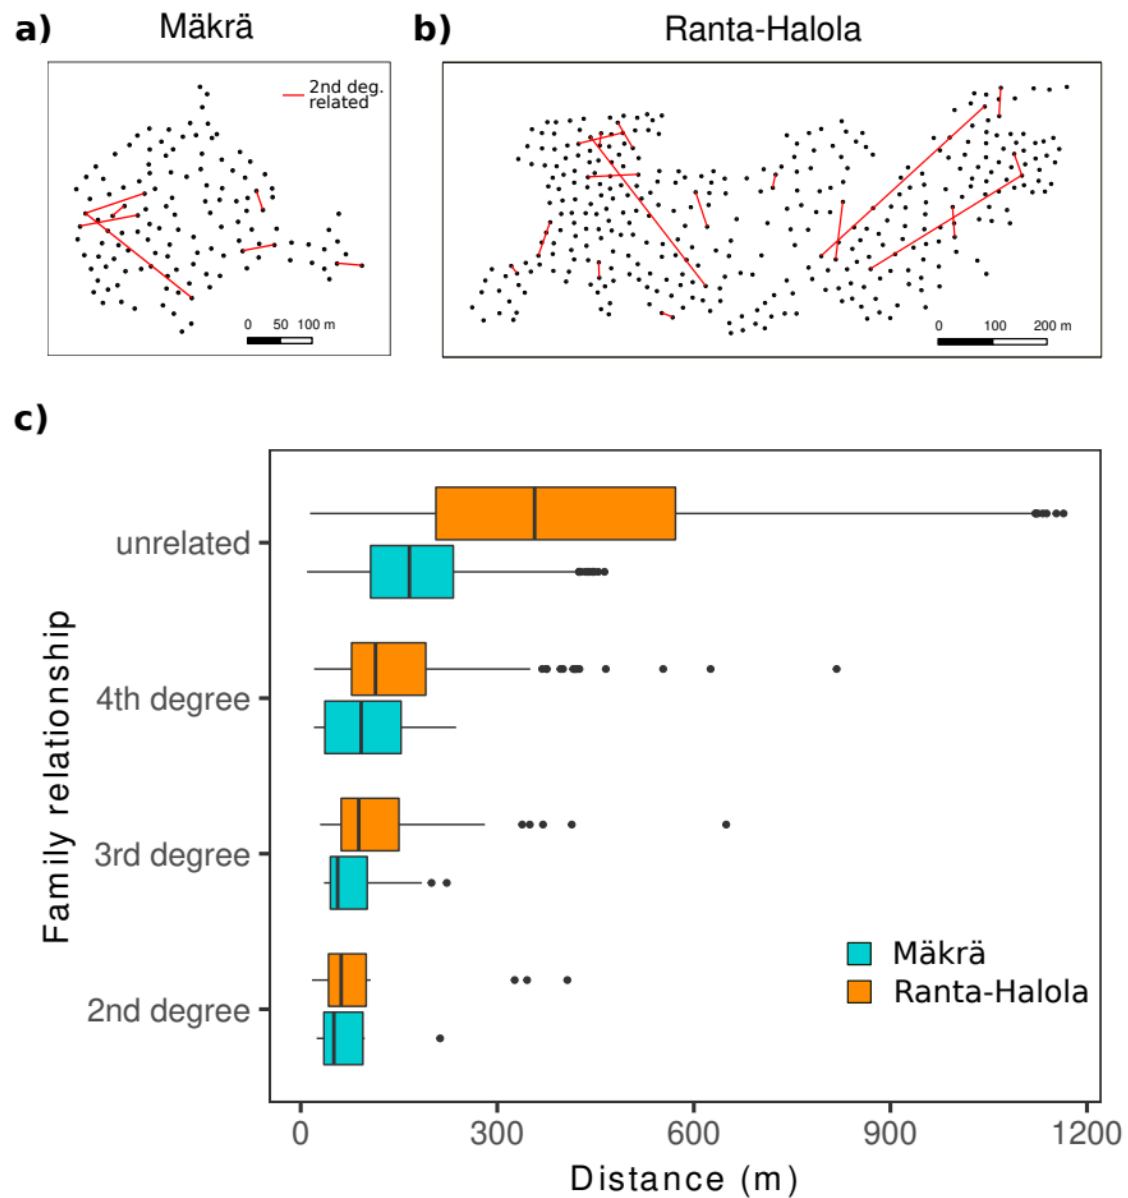 a)
Mäkrä
b)
Ranta-Halola
2nd deg.
related
0 50 100 m
0 100 200 m
c)
Family relationship
unrelated
4th degree
3rd degree
2nd degree
Mäkrä
Ranta-Halola
0 300 600 900 1200
Distance (m)